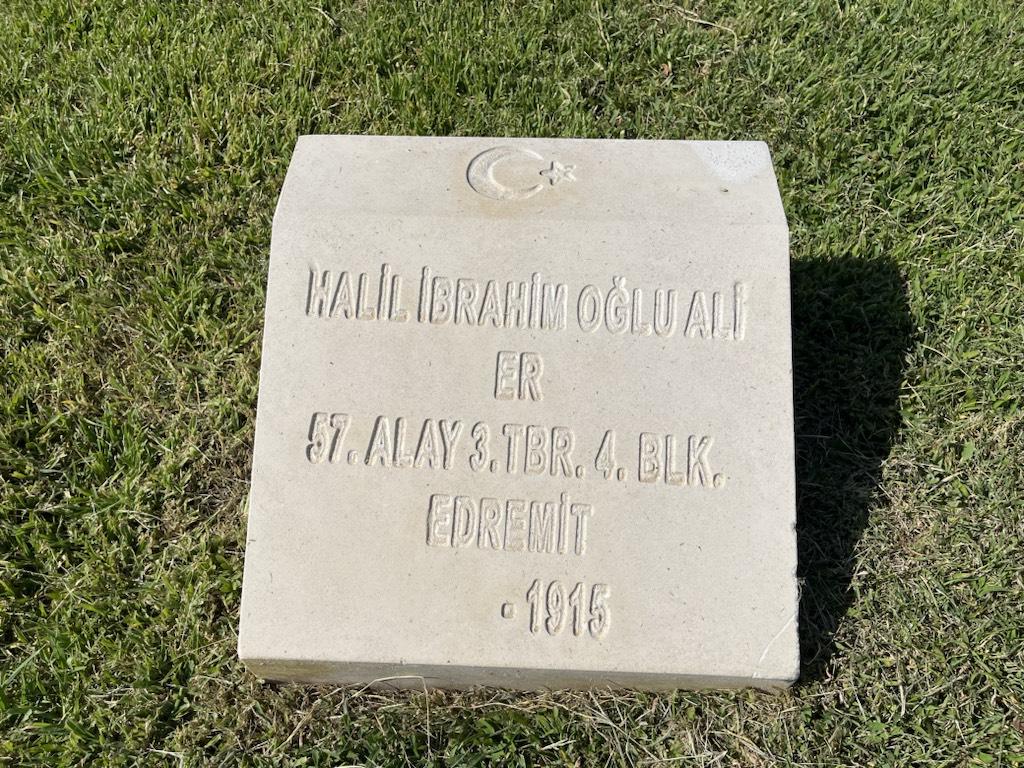 HALİL İBRAHİM OĞLU ALİ
ER
57. ALAY 3. TBR. 4. BLK.
EDREMİT
- 1915